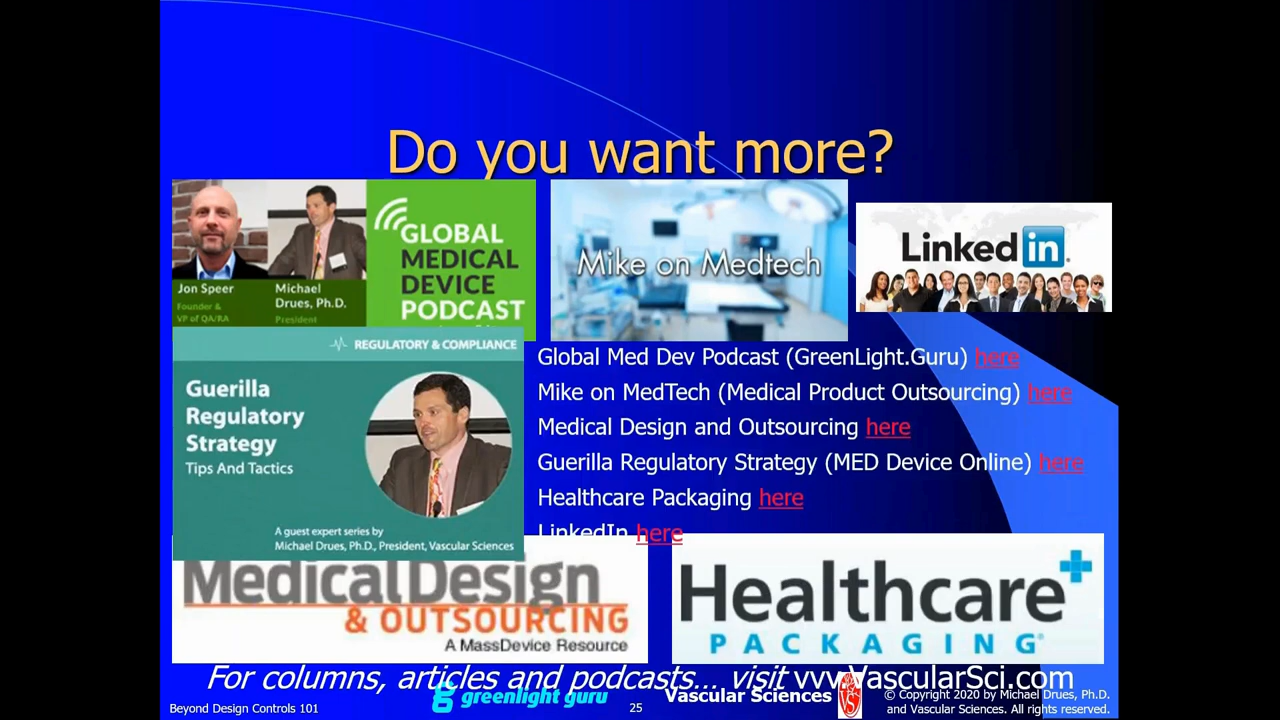 Do you want more?
Jon Speer
Founder &
VP of QA/RA
Michael
Drues, Ph.D.
President
GLOBAL
MEDICAL
DEVICE
PODCAST
Mike on Medtech
Linked in
REGULATORY & COMPLIANCE
Guerilla
Regulatory
Strategy
Tips And Tactics
A guest expert series by
Michael Drues, Ph.D., President, Vascular Sciences
Global Med Dev Podcast (GreenLight.Guru) here
Mike on MedTech (Medical Product Outsourcing) here
Medical Design and Outsourcing here
Guerilla Regulatory Strategy (MED Device Online) here
Healthcare Packaging here
LinkedIn here
MedicalDesign
& OUTSOURCING
A MassDevice Resource
Healthcare
PACKAGING
For columns, articles and podcasts... visit www.VascularSci.com
Beyond Design Controls 101
greenlight guru
25
Vascular Sciences
VS
© Copyright 2020 by Michael Drues, Ph.D.
and Vascular Sciences. All rights reserved.